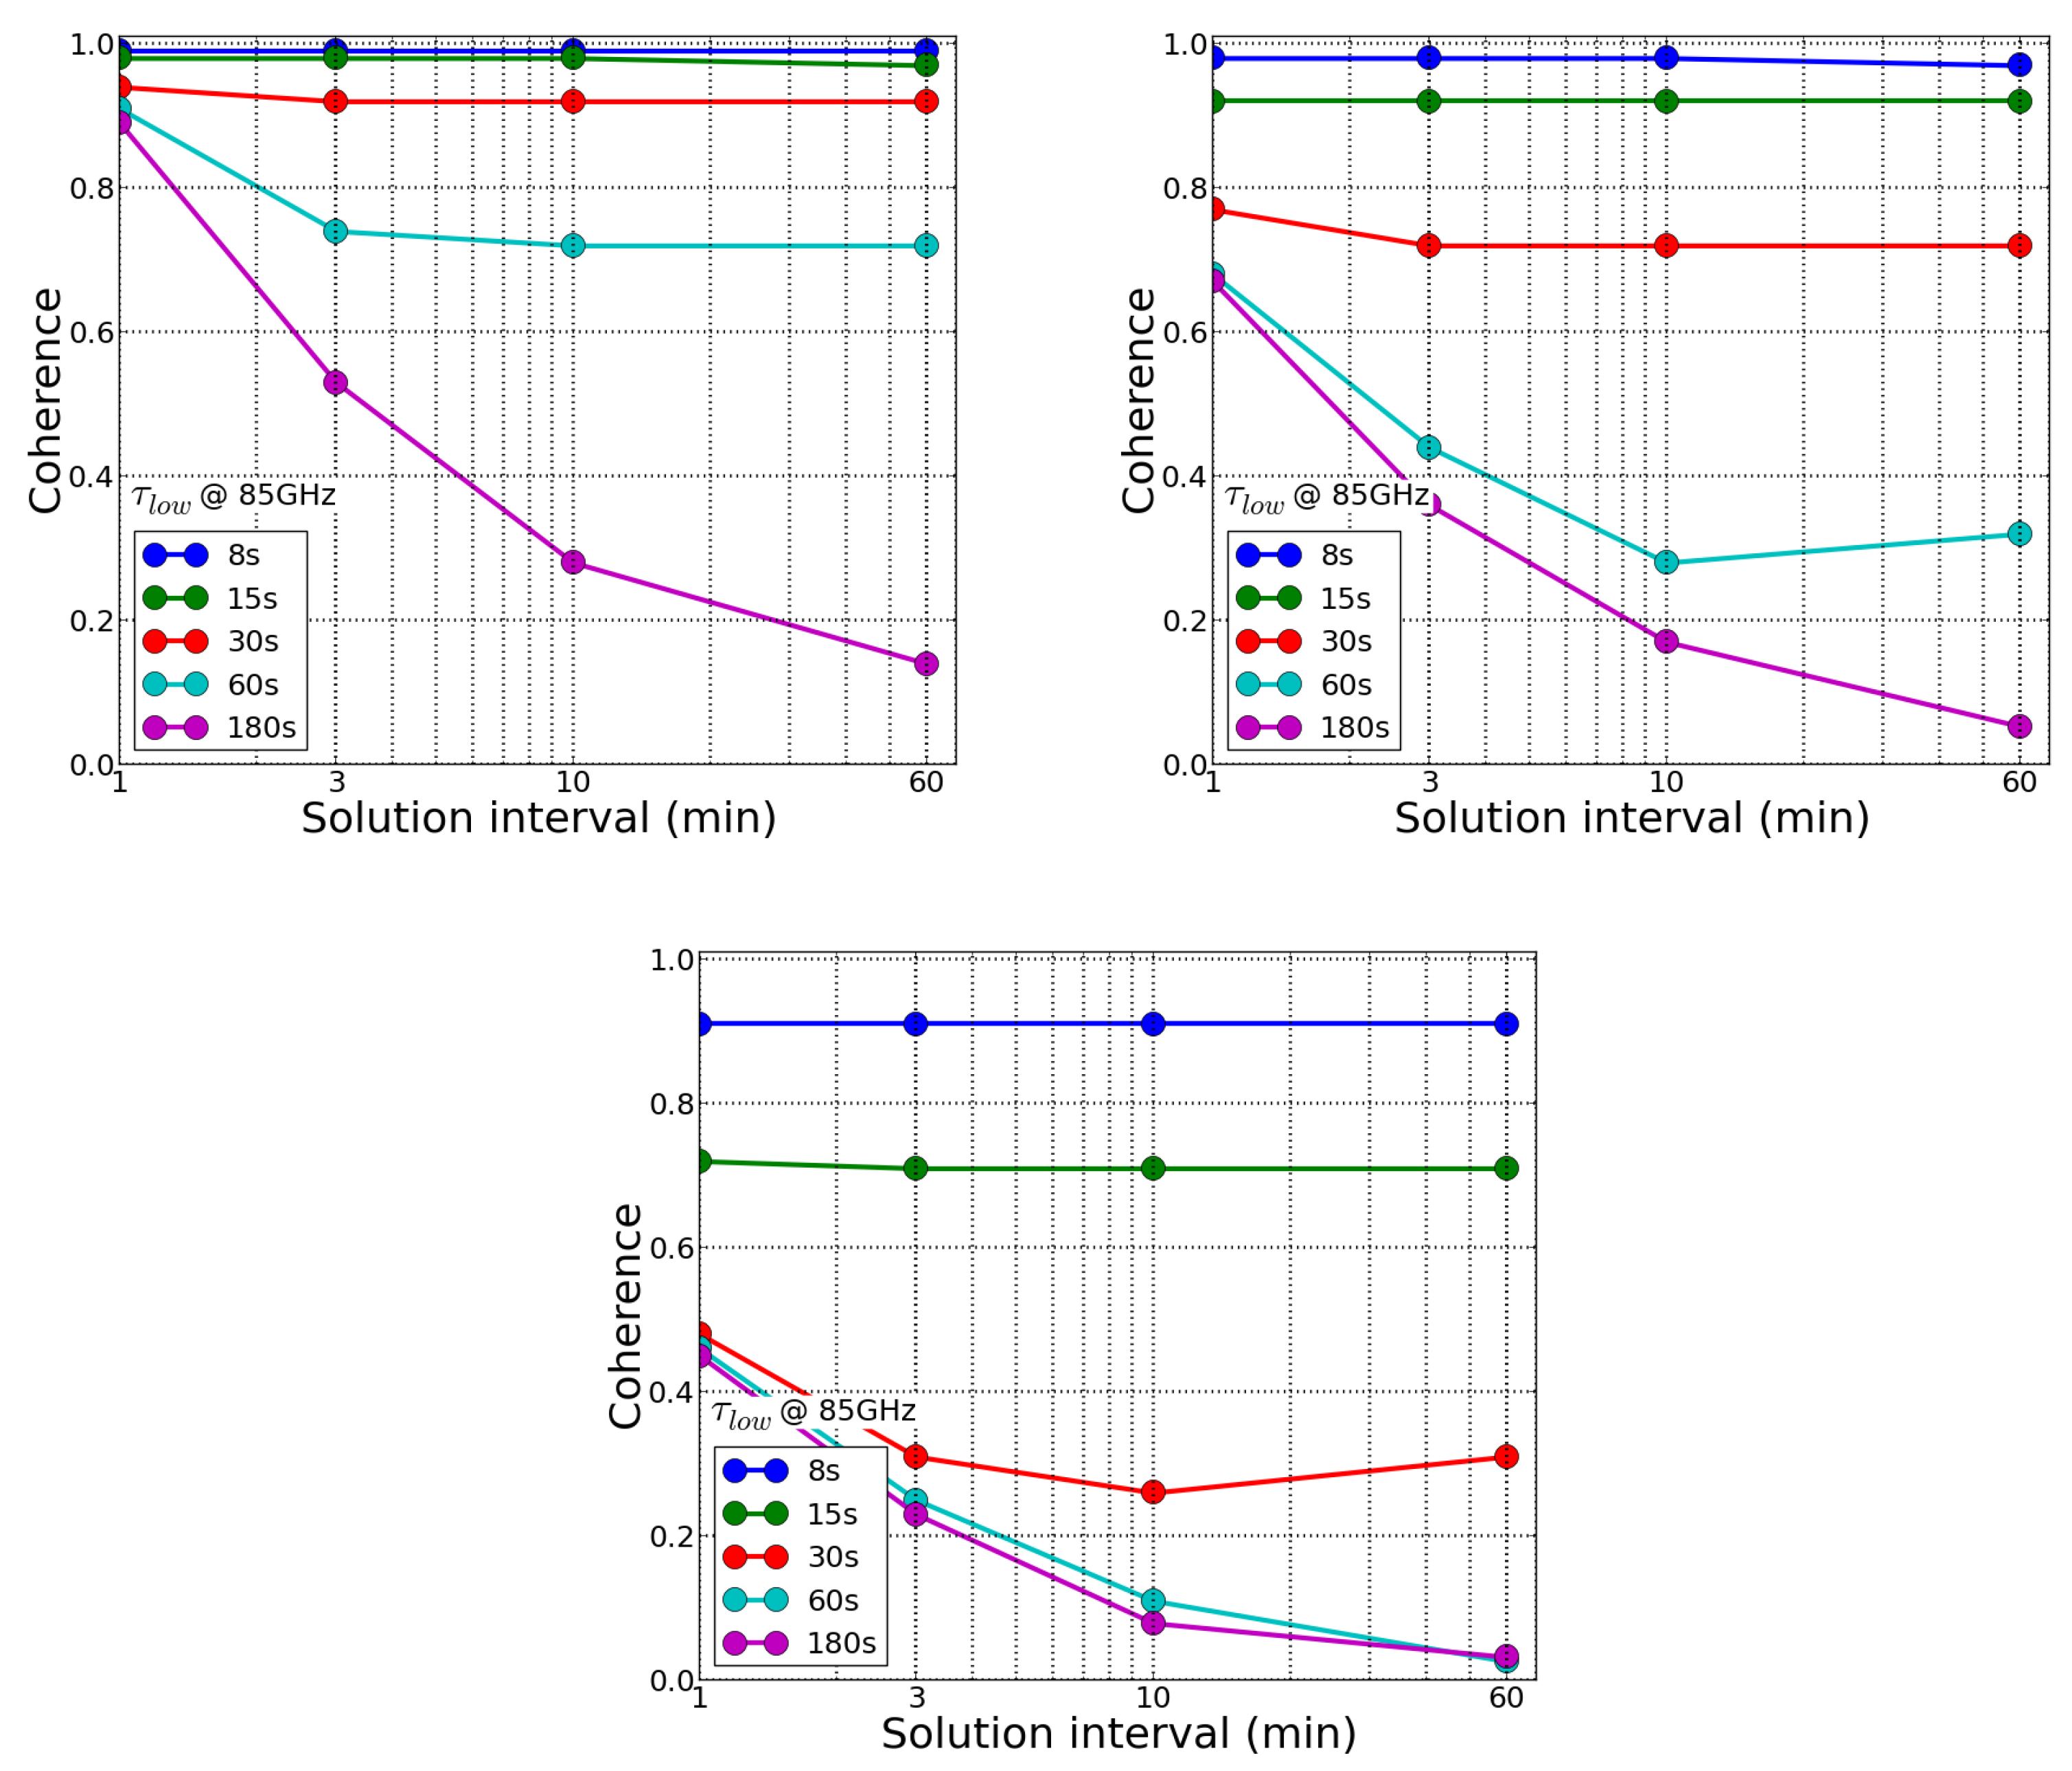 1.0
0.8
0.6
0.4
0.2
0.0
Coherence
τlow @ 85GHz
8s
15s
30s
60s
180s
1 3 10 60
Solution interval (min)
1.0
0.8
0.6
0.4
0.2
0.0
Coherence
τlow @ 85GHz
8s
15s
30s
60s
180s
1 3 10 60
Solution interval (min)
1.0
0.8
0.6
0.4
0.2
0.0
Coherence
τlow @ 85GHz
8s
15s
30s
60s
180s
1 3 10 60
Solution interval (min)